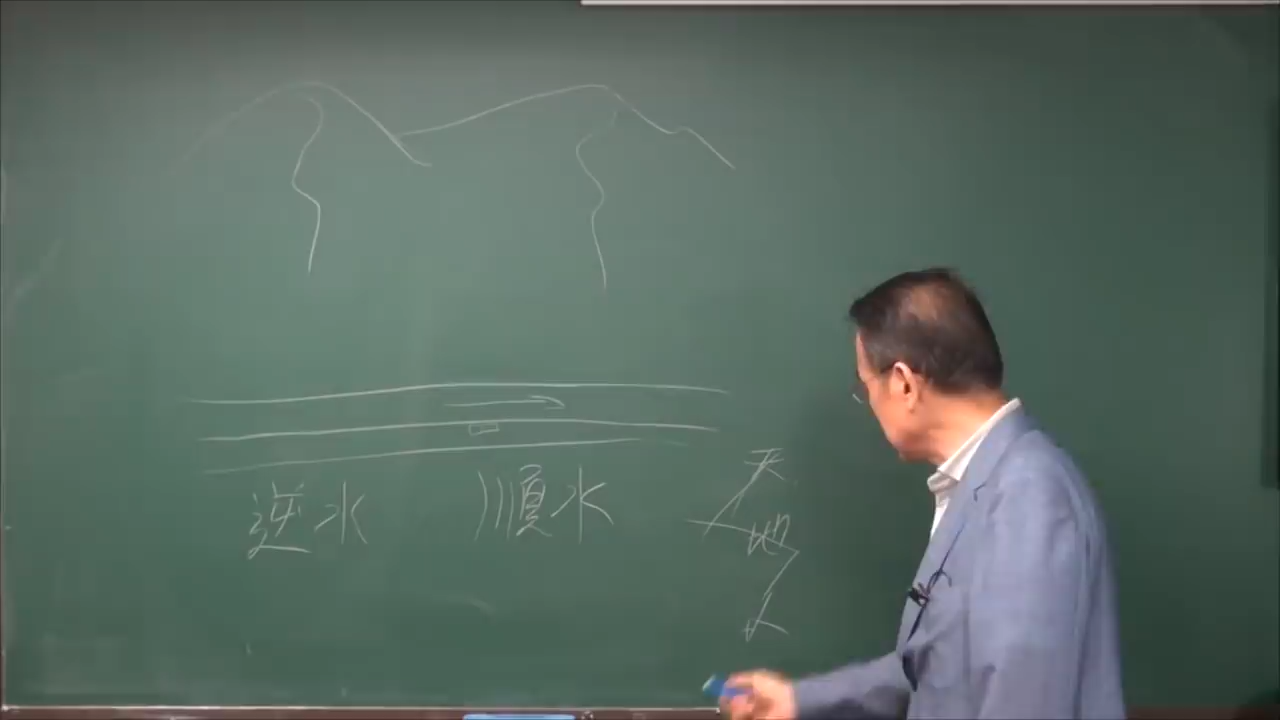 逆水 順水
天
地
人